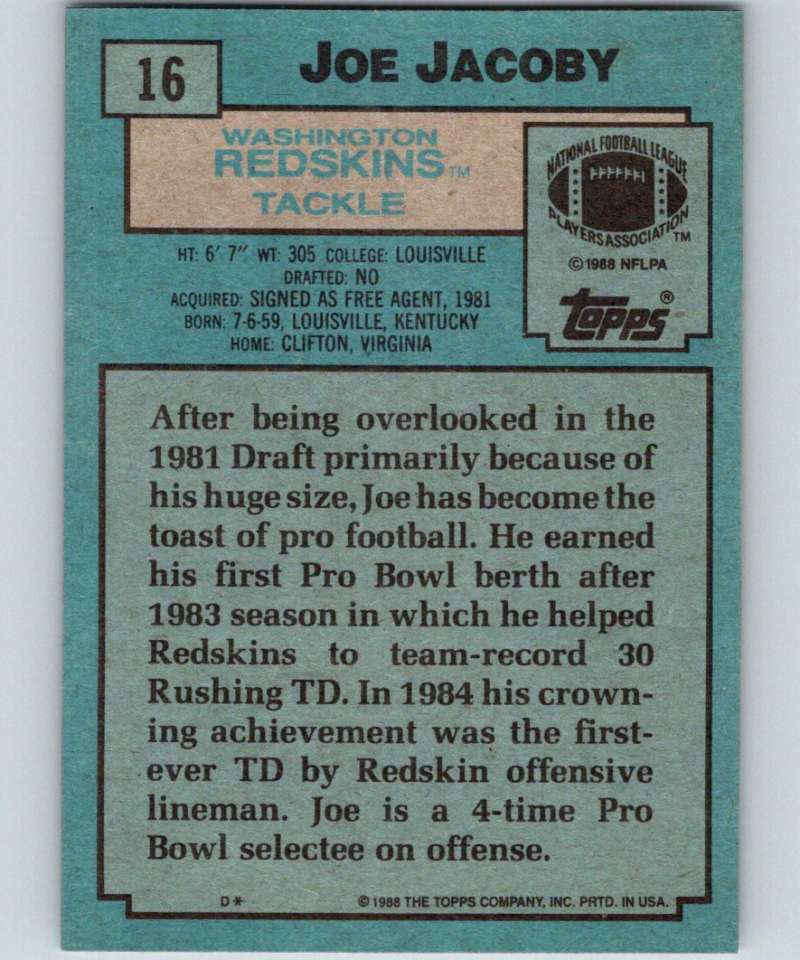 16
JOE JACOBY
WASHINGTON
REDSKINS™
TACKLE
NATIONAL FOOTBALL LEAGUE
PLAYERS ASSOCIATION™
©1988 NFLPA
Topps®
HT: 6' 7" WT: 305 COLLEGE: LOUISVILLE
DRAFTED: NO
ACQUIRED: SIGNED AS FREE AGENT, 1981
BORN: 7-6-59, LOUISVILLE, KENTUCKY
HOME: CLIFTON, VIRGINIA
After being overlooked in the
1981 Draft primarily because of
his huge size, Joe has become the
toast of pro football. He earned
his first Pro Bowl berth after
1983 season in which he helped
Redskins to team-record 30
Rushing TD. In 1984 his crown-
ing achievement was the first-
ever TD by Redskin offensive
lineman. Joe is a 4-time Pro
Bowl selectee on offense.
D* ©1988 THE TOPPS COMPANY, INC. PRTD. IN USA.